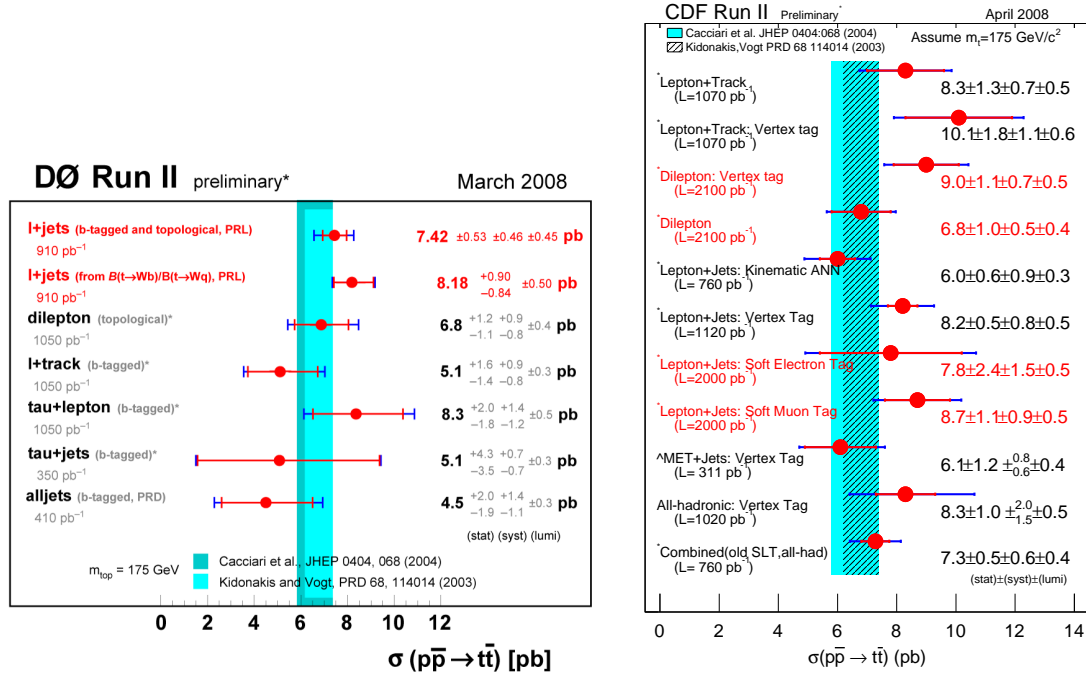 DØ Run II preliminary* March 2008
l+jets (b-tagged and topological, PRL)
910 pb⁻¹
7.42 ±0.53 ±0.46 ±0.45 pb
l+jets (from B(t→Wb)/B(t→Wq), PRL)
910 pb⁻¹
8.18 +0.90 −0.84 ±0.50 pb
dilepton (topological)*
1050 pb⁻¹
6.8 +1.2 −1.1 +0.9 −0.8 ±0.4 pb
l+track (b-tagged)*
1050 pb⁻¹
5.1 +1.6 −1.4 +0.9 −0.8 ±0.3 pb
tau+lepton (b-tagged)*
1050 pb⁻¹
8.3 +2.0 −1.8 +1.4 −1.2 ±0.5 pb
tau+jets (b-tagged)*
350 pb⁻¹
5.1 +4.3 −3.5 +0.7 −0.7 ±0.3 pb
alljets (b-tagged, PRD)
410 pb⁻¹
4.5 +2.0 −1.9 +1.4 −1.1 ±0.3 pb
(stat) (syst) (lumi)
m_top = 175 GeV
Cacciari et al., JHEP 0404, 068 (2004)
Kidonakis and Vogt, PRD 68, 114014 (2003)
0 2 4 6 8 10 12
σ (pp̄ → tt̄) [pb]
CDF Run II Preliminary* April 2008
Cacciari et al. JHEP 0404:068 (2004)
Kidonakis,Vogt PRD 68 114014 (2003)
Assume m_t=175 GeV/c²
*Lepton+Track
(L=1070 pb⁻¹)
8.3±1.3±0.7±0.5
*Lepton+Track: Vertex tag
(L=1070 pb⁻¹)
10.1±1.8±1.1±0.6
*Dilepton: Vertex tag
(L=2100 pb⁻¹)
9.0±1.1±0.7±0.5
*Dilepton
(L=2100 pb⁻¹)
6.8±1.0±0.5±0.4
*Lepton+Jets: Kinematic ANN
(L= 760 pb⁻¹)
6.0±0.6±0.9±0.3
*Lepton+Jets: Vertex Tag
(L=1120 pb⁻¹)
8.2±0.5±0.8±0.5
*Lepton+Jets: Soft Electron Tag
(L=2000 pb⁻¹)
7.8±2.4±1.5±0.5
*Lepton+Jets: Soft Muon Tag
(L=2000 pb⁻¹)
8.7±1.1±0.9±0.5
^MET+Jets: Vertex Tag
(L= 311 pb⁻¹)
6.1±1.2 ±0.8 0.6 ±0.4
All-hadronic: Vertex Tag
(L=1020 pb⁻¹)
8.3±1.0 ±2.0 1.5 ±0.5
*Combined(old SLT,all-had)
(L= 760 pb⁻¹)
7.3±0.5±0.6±0.4
(stat)±(syst)±(lumi)
0 2 4 6 8 10 12 14
σ(pp̄ → tt̄) (pb)